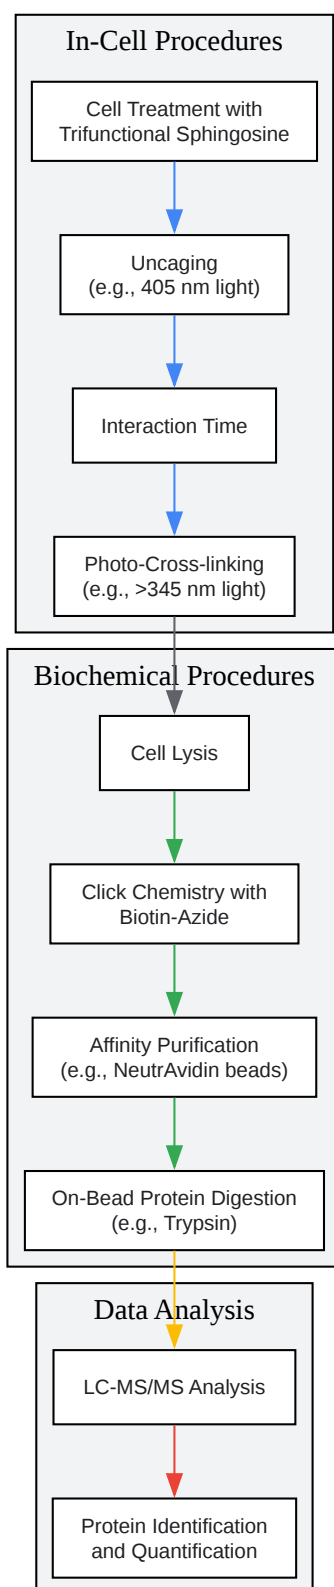 In-Cell Procedures
Cell Treatment with
Trifunctional Sphingosine
Uncaging
(e.g., 405 nm light)
Interaction Time
Photo-Cross-linking
(e.g., >345 nm light)
Biochemical Procedures
Cell Lysis
Click Chemistry with
Biotin-Azide
Affinity Purification
(e.g., NeutrAvidin beads)
On-Bead Protein Digestion
(e.g., Trypsin)
Data Analysis
LC-MS/MS Analysis
Protein Identification
and Quantification